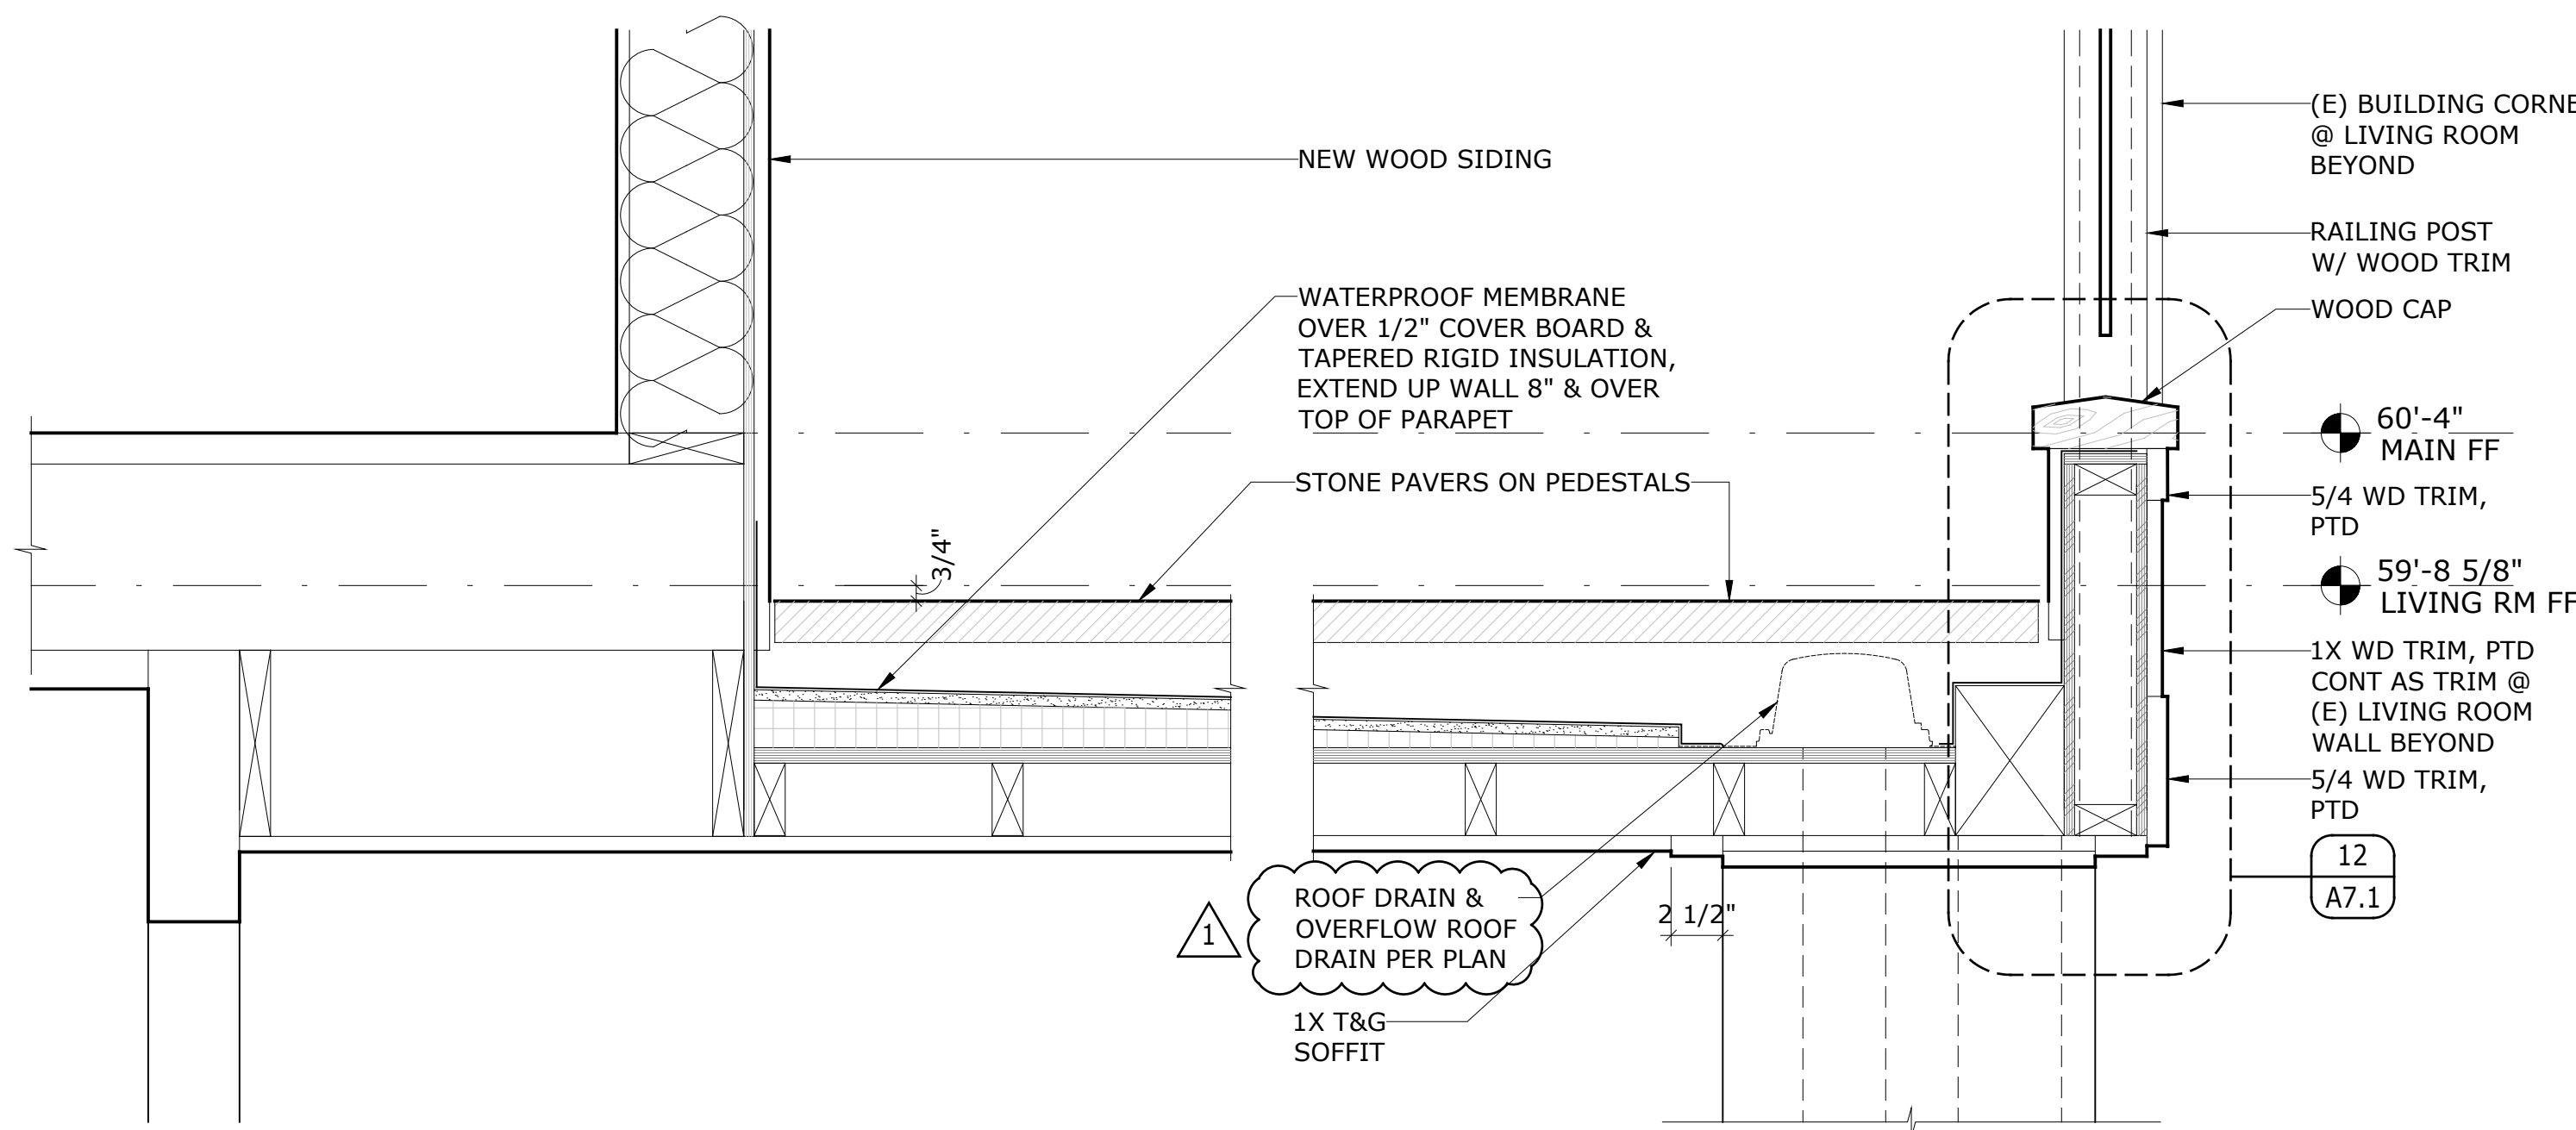 NEW WOOD SIDING
WATERPROOF MEMBRANE
OVER 1/2" COVER BOARD &
TAPERED RIGID INSULATION,
EXTEND UP WALL 8" & OVER
TOP OF PARAPET
STONE PAVERS ON PEDESTALS
3/4"
ROOF DRAIN &
OVERFLOW ROOF
DRAIN PER PLAN
1
1X T&G
SOFFIT
2 1/2"
(E) BUILDING CORNE
@ LIVING ROOM
BEYOND
RAILING POST
W/ WOOD TRIM
WOOD CAP
60'-4"
MAIN FF
5/4 WD TRIM,
PTD
59'-8 5/8"
LIVING RM FF
1X WD TRIM, PTD
CONT AS TRIM @
(E) LIVING ROOM
WALL BEYOND
5/4 WD TRIM,
PTD
12
A7.1